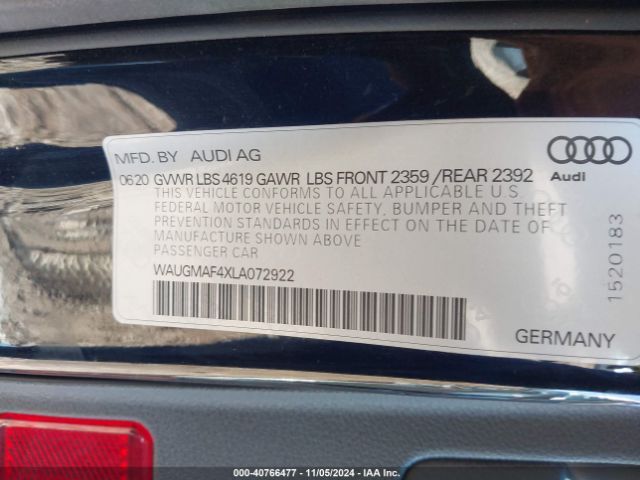 MFD. BY AUDI AG
0620 GVWR LBS 4619 GAWR LBS FRONT 2359 /REAR 2392
THIS VEHICLE CONFORMS TO ALL APPLICABLE U.S.
FEDERAL MOTOR VEHICLE SAFETY, BUMPER AND THEFT
PREVENTION STANDARDS IN EFFECT ON THE DATE OF
MANUFACTURE SHOWN ABOVE
PASSENGER CAR
WAUGMAF4XLA072922
Audi
1520183
GERMANY
000-40766477 - 11/05/2024 - IAA Inc.